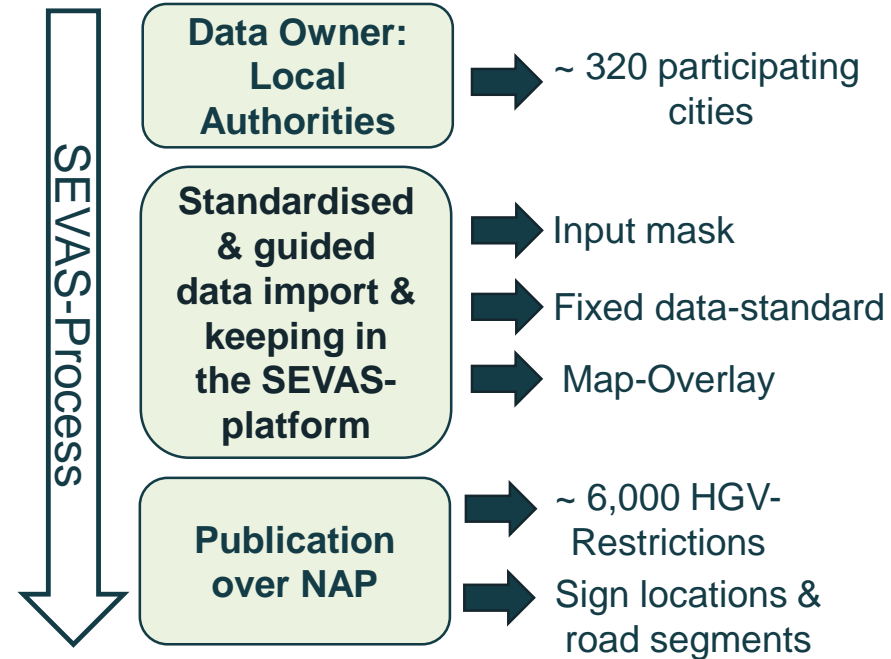 SEVAS-Process
Data Owner:
Local
Authorities
~ 320 participating
cities
Standardised
& guided
data import &
keeping in
the SEVAS-
platform
Input mask
Fixed data-standard
Map-Overlay
Publication
over NAP
~ 6,000 HGV-
Restrictions
Sign locations &
road segments